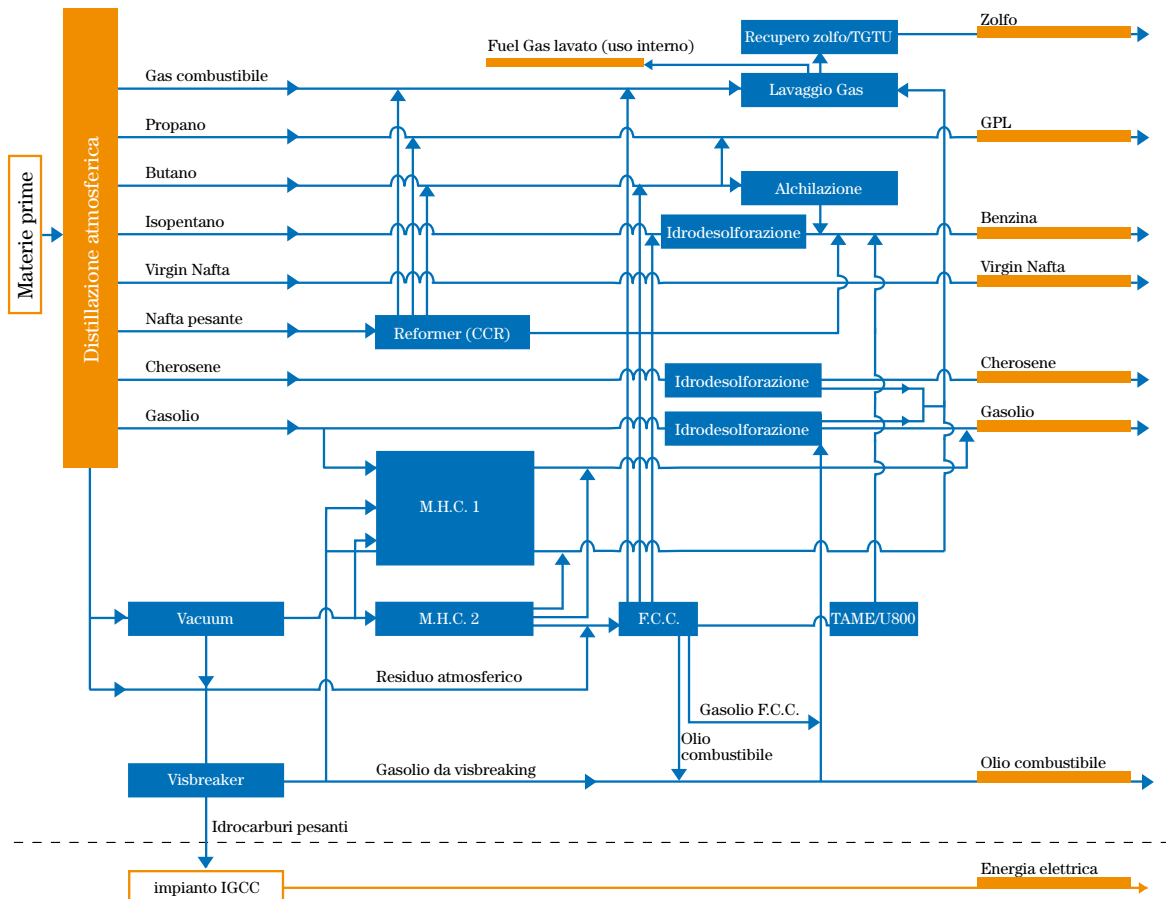 Zolfo
Recupero zolfo/TGTU
Fuel Gas lavato (uso interno)
Gas combustibile
Lavaggio Gas
Propano
GPL
Butano
Alchilazione
Isopentano
Idrodesolforazione
Benzina
Virgin Nafta
Virgin Nafta
Nafta pesante
Reformer (CCR)
Cherosene
Idrodesolforazione
Cherosene
Gasolio
Idrodesolforazione
Gasolio
Materie prime
Distillazione atmosferica
M.H.C. 1
Vacuum
M.H.C. 2
F.C.C.
TAME/U800
Residuo atmosferico
Gasolio F.C.C.
Olio
combustibile
Visbreaker
Gasolio da visbreaking
Olio combustibile
Idrocarburi pesanti
impianto IGCC
Energia elettrica